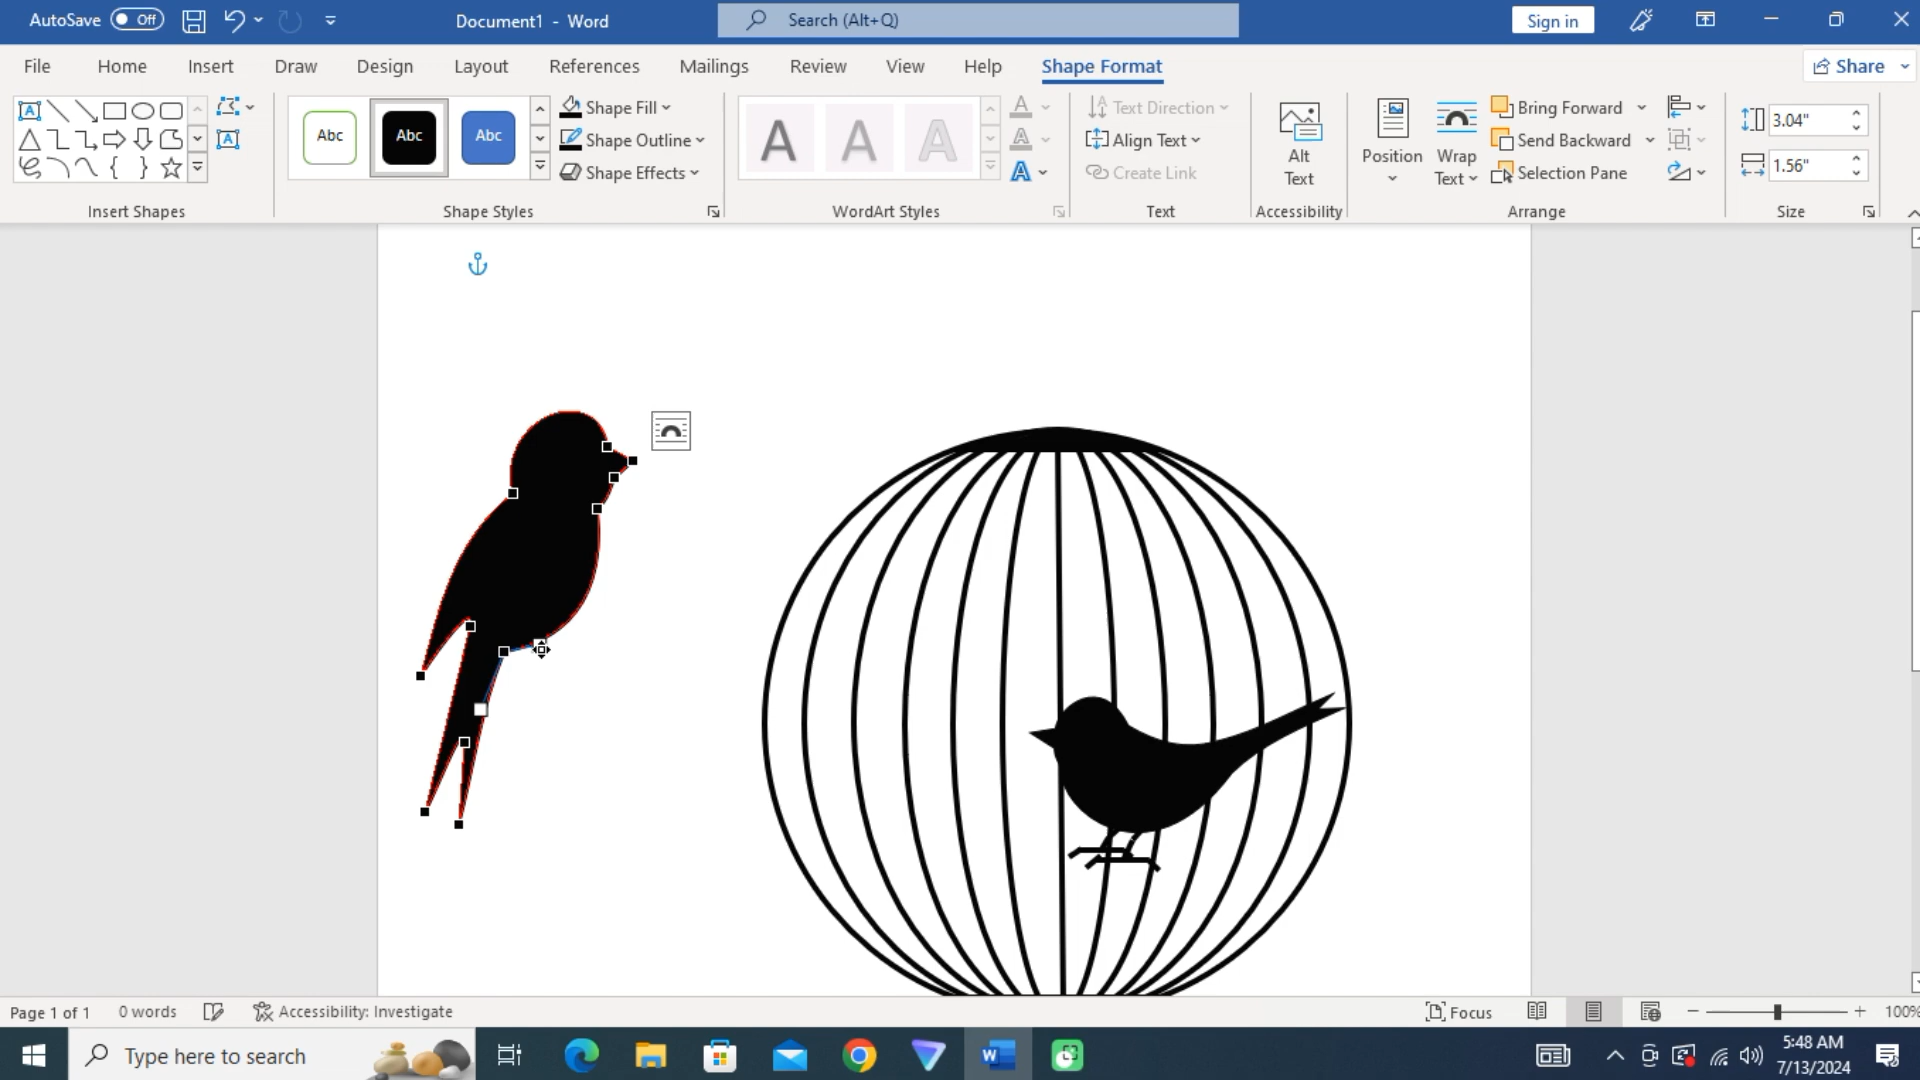 AutoSave Off Document1 - Word Search (Alt+Q) Sign in
File Home Insert Draw Design Layout References Mailings Review View Help Shape Format Share
Abc Abc Abc
Shape Fill
Shape Outline
Shape Effects
A A A
A
A
A
Text Direction
Align Text
Create Link
Alt
Text
Position
Wrap
Text
Bring Forward
Send Backward
Selection Pane
3.04"
1.56"
Insert Shapes Shape Styles WordArt Styles Text Accessibility Arrange Size
Page 1 of 1 0 words Accessibility: Investigate Focus 100%
Type here to search
W
5:48 AM
7/13/2024